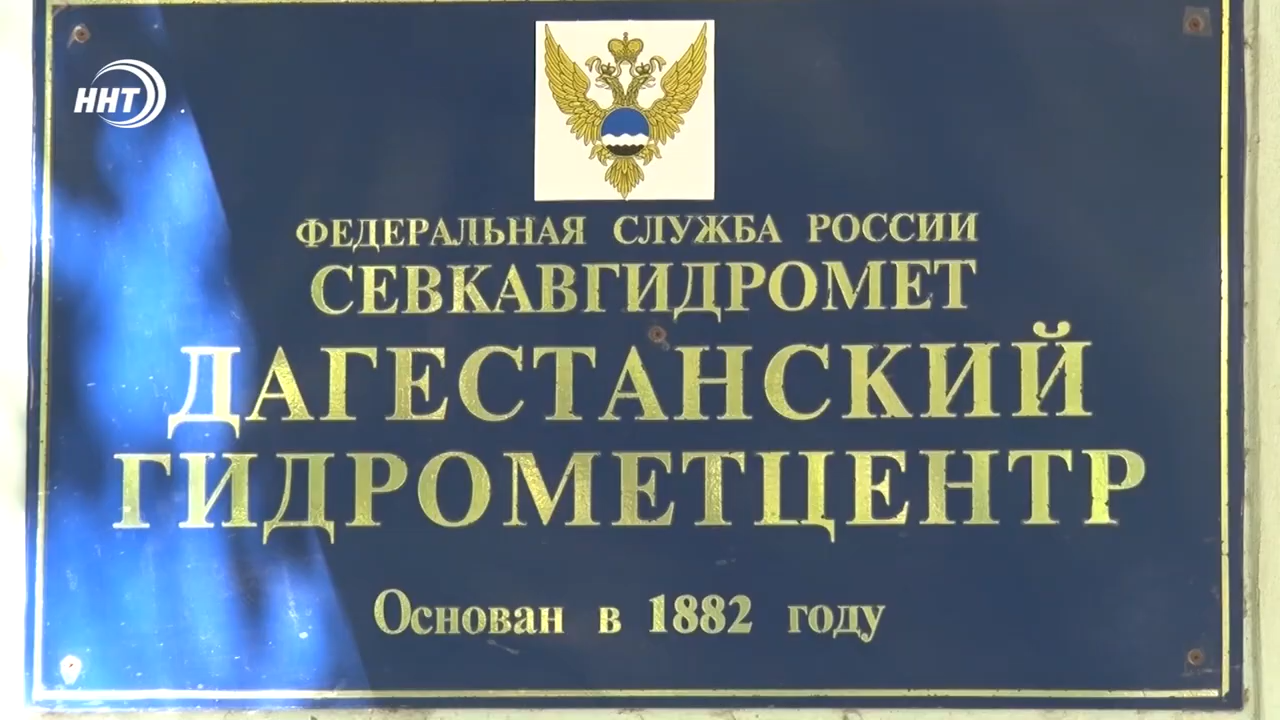 ННТ
ФЕДЕРАЛЬНАЯ СЛУЖБА РОССИИ
СЕВКАВГИДРОМЕТ
ДАГЕСТАНСКИЙ
ГИДРОМЕТЦЕНТР
Основан в 1882 году